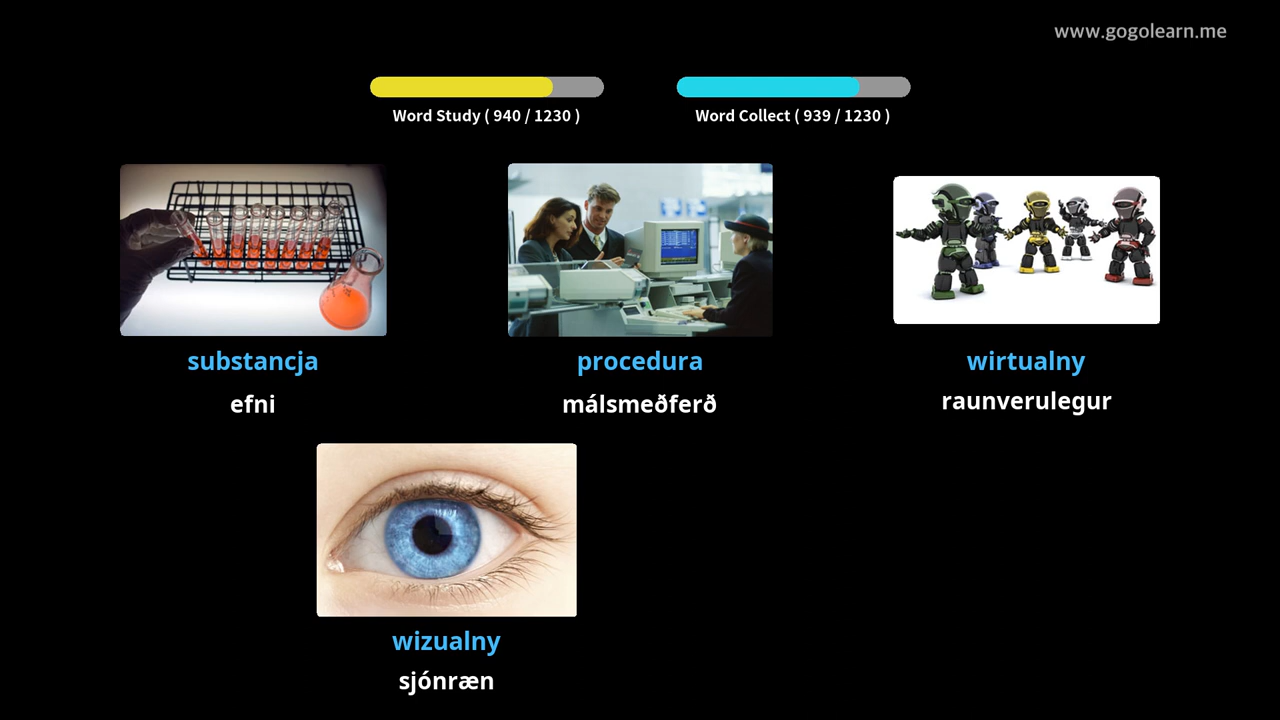 www.gogolearn.me
Word Study ( 940 / 1230 )
Word Collect ( 939 / 1230 )
substancja
efni
procedura
málsmeðferð
wirtualny
raunverulegur
wizualny
sjónræn